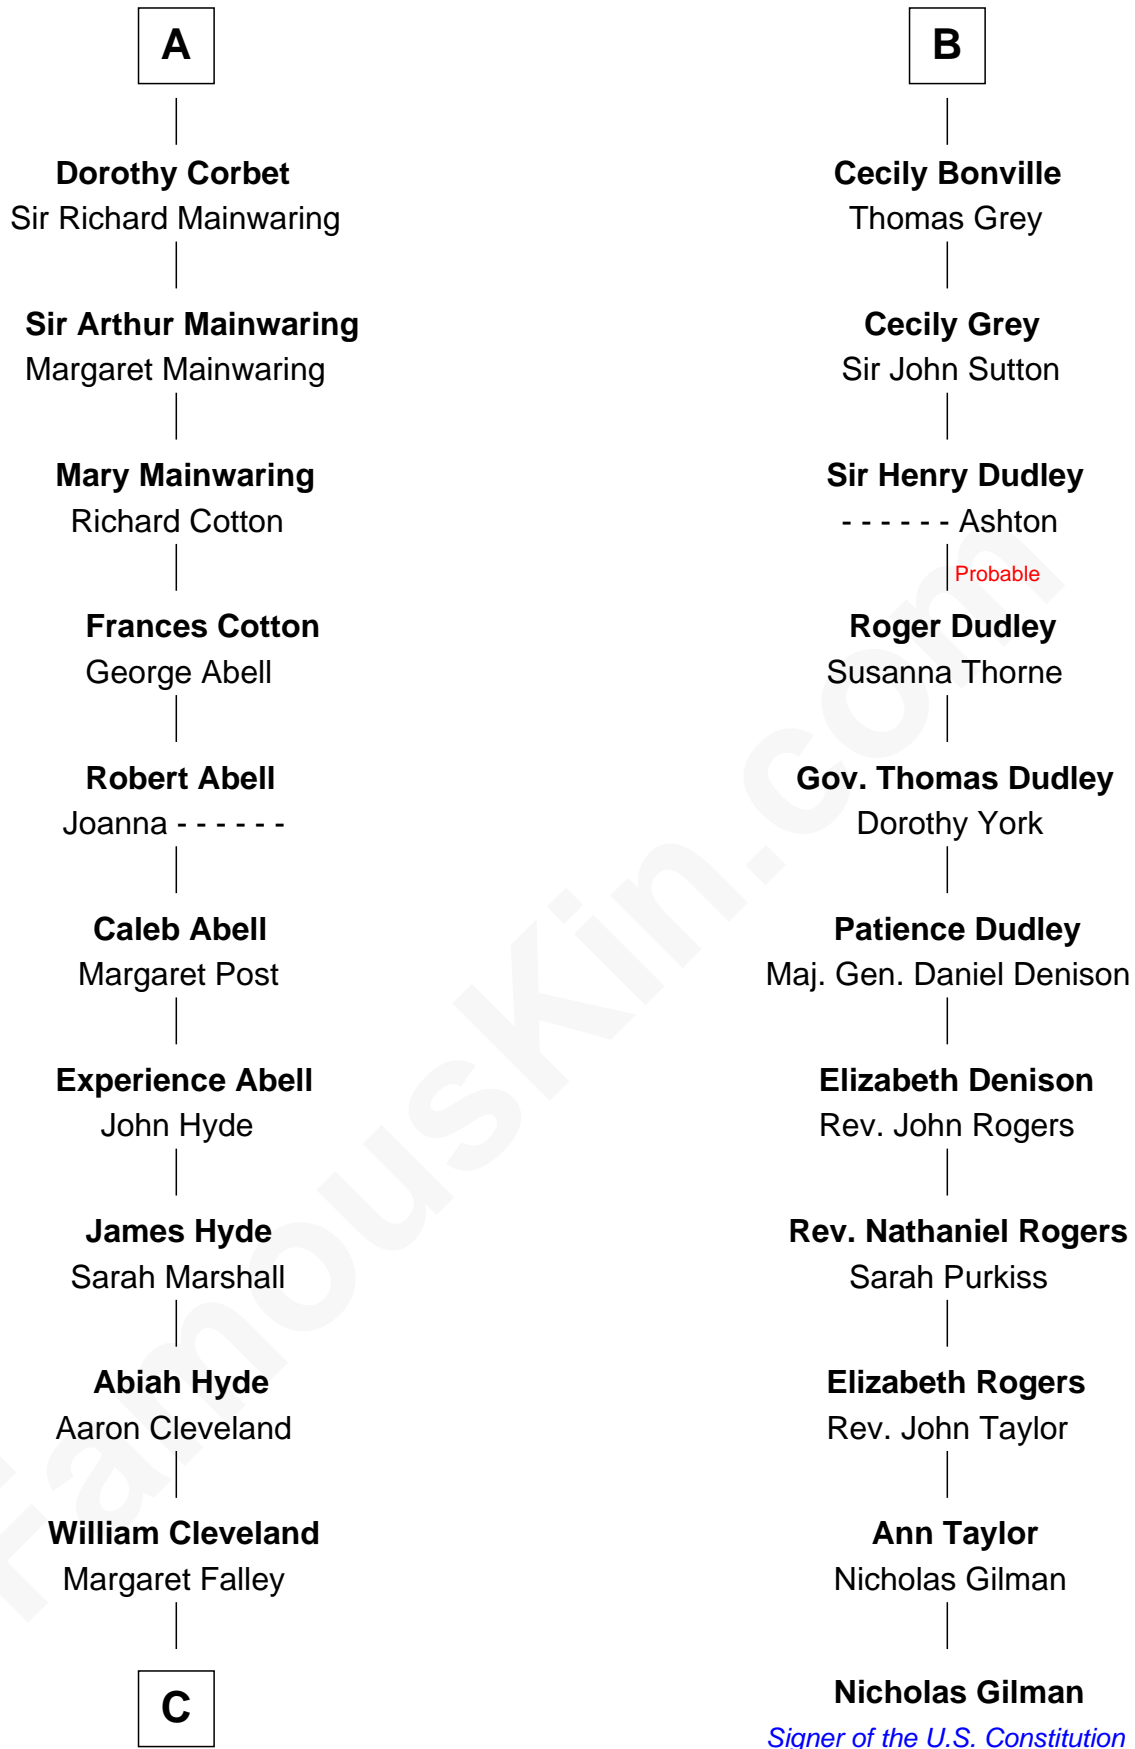 A
Dorothy Corbet
Sir Richard Mainwaring
Sir Arthur Mainwaring
Margaret Mainwaring
Mary Mainwaring
Richard Cotton
Frances Cotton
George Abell
Robert Abell
Joanna - - - - - -
Caleb Abell
Margaret Post
Experience Abell
John Hyde
James Hyde
Sarah Marshall
Abiah Hyde
Aaron Cleveland
William Cleveland
Margaret Falley
C
B
Cecily Bonville
Thomas Grey
Cecily Grey
Sir John Sutton
Sir Henry Dudley
- - - - - - Ashton
Probable
Roger Dudley
Susanna Thorne
Gov. Thomas Dudley
Dorothy York
Patience Dudley
Maj. Gen. Daniel Denison
Elizabeth Denison
Rev. John Rogers
Rev. Nathaniel Rogers
Sarah Purkiss
Elizabeth Rogers
Rev. John Taylor
Ann Taylor
Nicholas Gilman
Nicholas Gilman
Signer of the U.S. Constitution
FamousKin.com